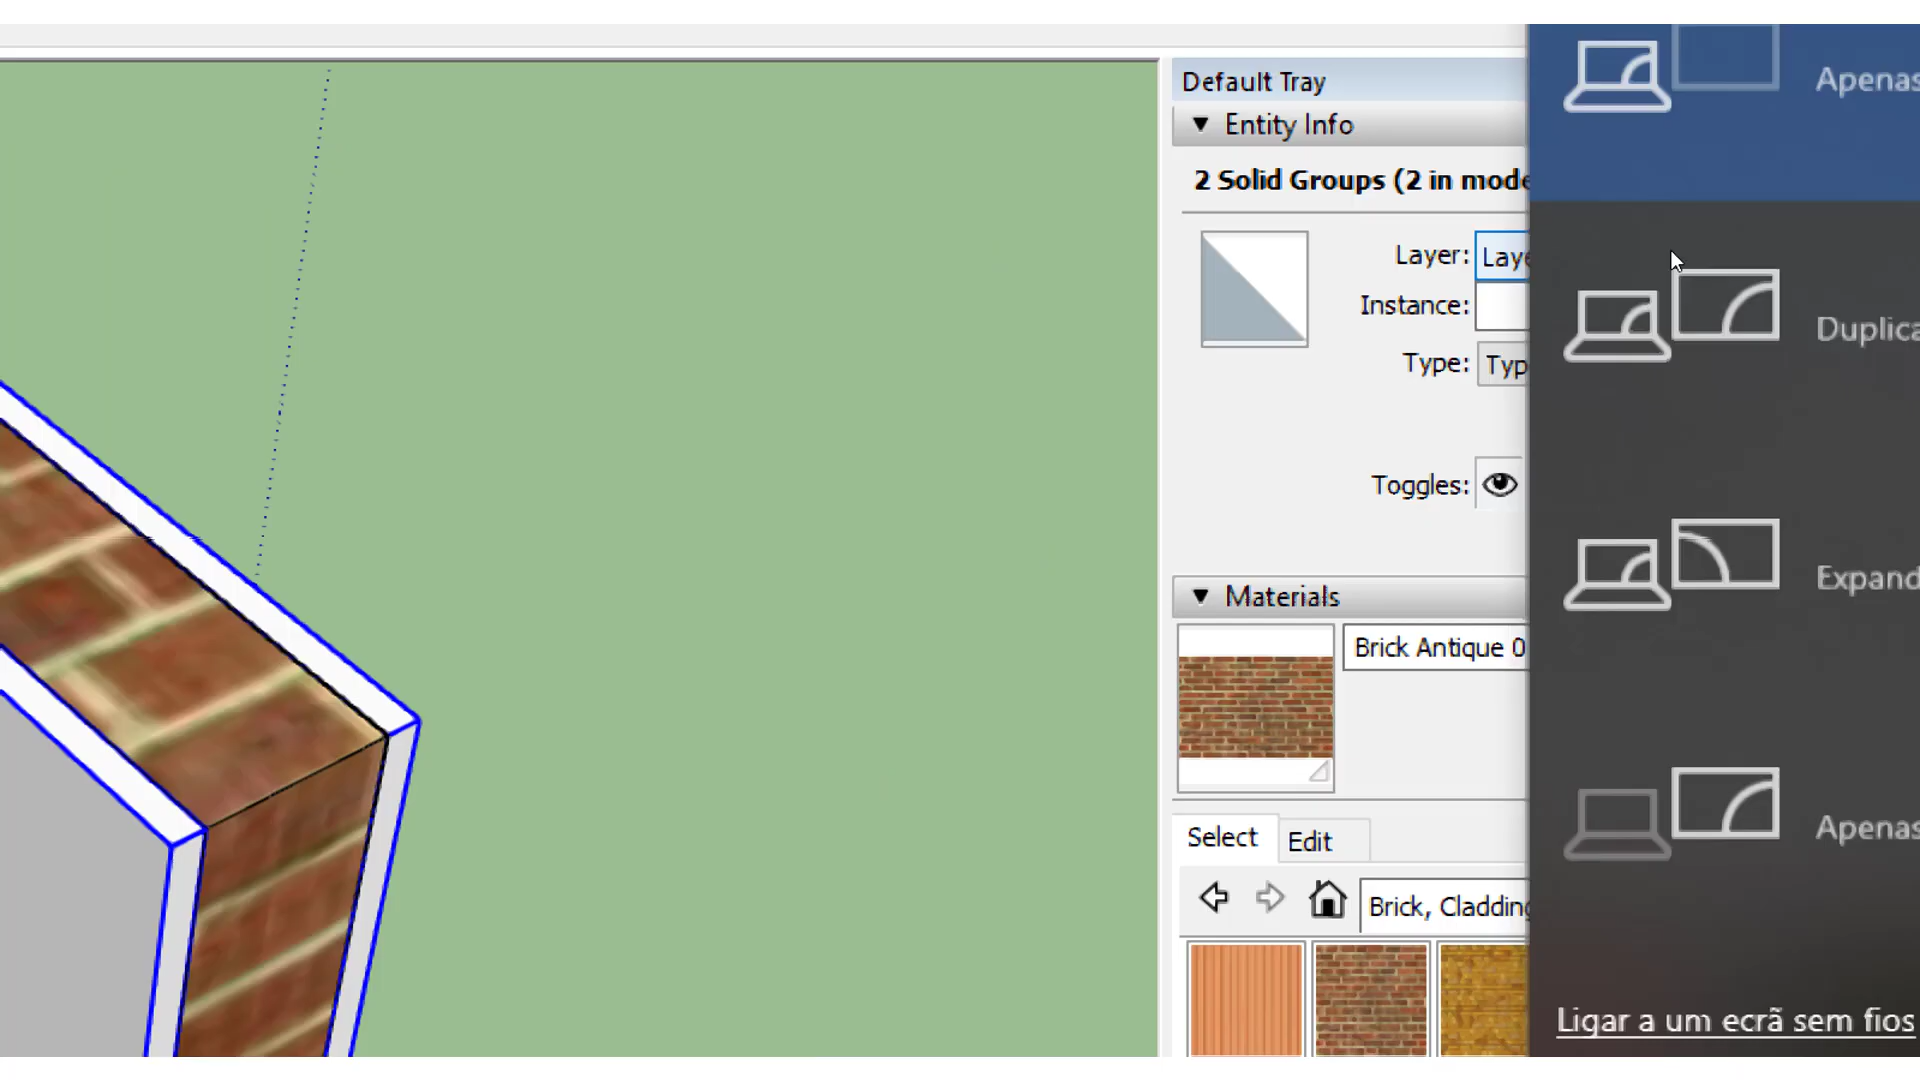 Default Tray
Entity Info
2 Solid Groups (2 in mode
Layer:
Laye
Instance:
Type:
Typ
Toggles:
Materials
Brick Antique 0
Select
Edit
Brick, Cladding
Apenas
Duplica
Expand
Apenas
Ligar a um ecrã sem fios